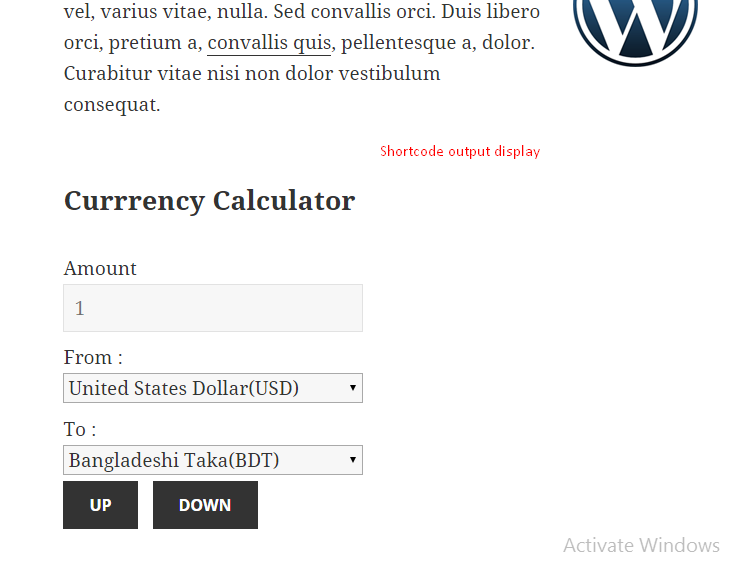 vel, varius vitae, nulla. Sed convallis orci. Duis libero
orci, pretium a, convallis quis, pellentesque a, dolor.
Curabitur vitae nisi non dolor vestibulum
consequat.
Shortcode output display
Currrency Calculator
Amount
1
From :
United States Dollar(USD)
To :
Bangladeshi Taka(BDT)
UP DOWN
Activate Windows